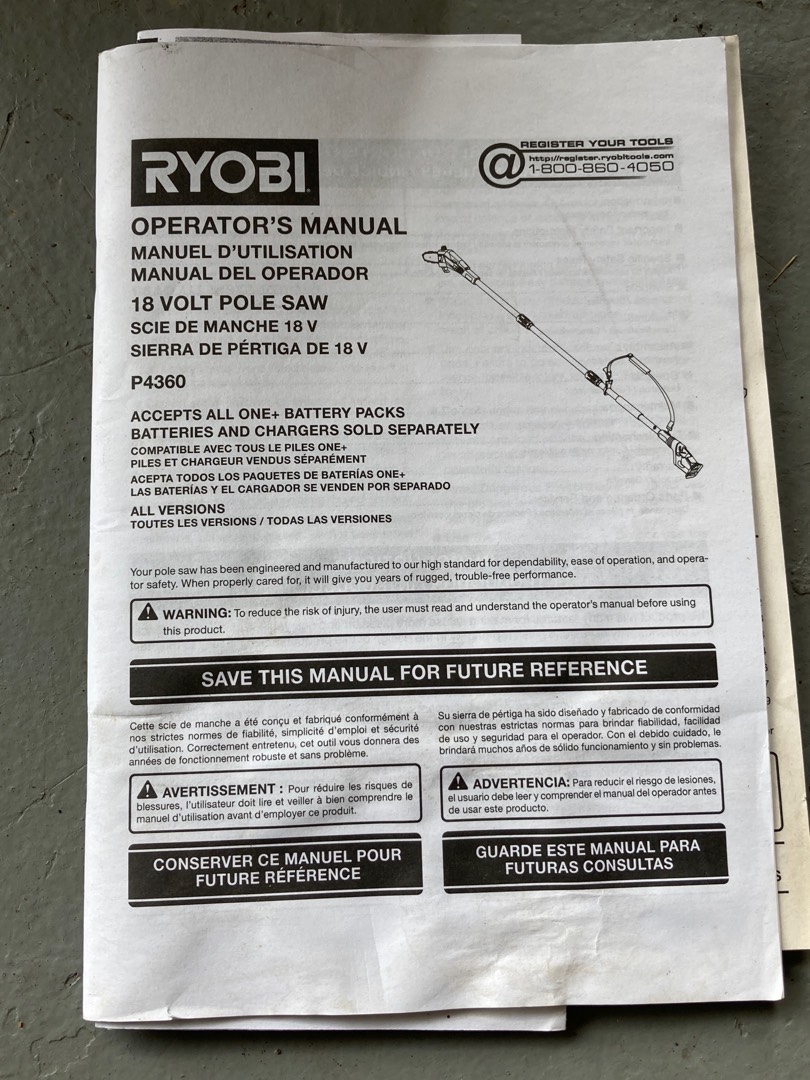 RYOBI
REGISTER YOUR TOOLS
http://register.ryobitools.com
1-800-860-4050
OPERATOR'S MANUAL
MANUEL D'UTILISATION
MANUAL DEL OPERADOR
18 VOLT POLE SAW
SCIE DE MANCHE 18 V
SIERRA DE PÉRTIGA DE 18 V
P4360
ACCEPTS ALL ONE+ BATTERY PACKS
BATTERIES AND CHARGERS SOLD SEPARATELY
COMPATIBLE AVEC TOUS LE PILES ONE+
PILES ET CHARGEUR VENDUS SÉPARÉMENT
ACEPTA TODOS LOS PAQUETES DE BATERÍAS ONE+
LAS BATERÍAS Y EL CARGADOR SE VENDEN POR SEPARADO
ALL VERSIONS
TOUTES LES VERSIONS / TODAS LAS VERSIONES
Your pole saw has been engineered and manufactured to our high standard for dependability, ease of operation, and opera-
tor safety. When properly cared for, it will give you years of rugged, trouble-free performance.
WARNING: To reduce the risk of injury, the user must read and understand the operator's manual before using
this product.
SAVE THIS MANUAL FOR FUTURE REFERENCE
Cette scie de manche a été conçu et fabriqué conformément à
nos strictes normes de fiabilité, simplicité d'emploi et sécurité
d'utilisation. Correctement entretenu, cet outil vous donnera des
années de fonctionnement robuste et sans problème.
AVERTISSEMENT : Pour réduire les risques de
blessures, l'utilisateur doit lire et veiller à bien comprendre le
manuel d'utilisation avant d'employer ce produit.
CONSERVER CE MANUEL POUR
FUTURE RÉFÉRENCE
Su sierra de pértiga ha sido diseñado y fabricado de conformidad
con nuestras estrictas normas para brindar fiabilidad, facilidad
de uso y seguridad para el operador. Con el debido cuidado, le
brindará muchos años de sólido funcionamiento y sin problemas.
ADVERTENCIA: Para reducir el riesgo de lesiones,
el usuario debe leer y comprender el manual del operador antes
de usar este producto.
GUARDE ESTE MANUAL PARA
FUTURAS CONSULTAS